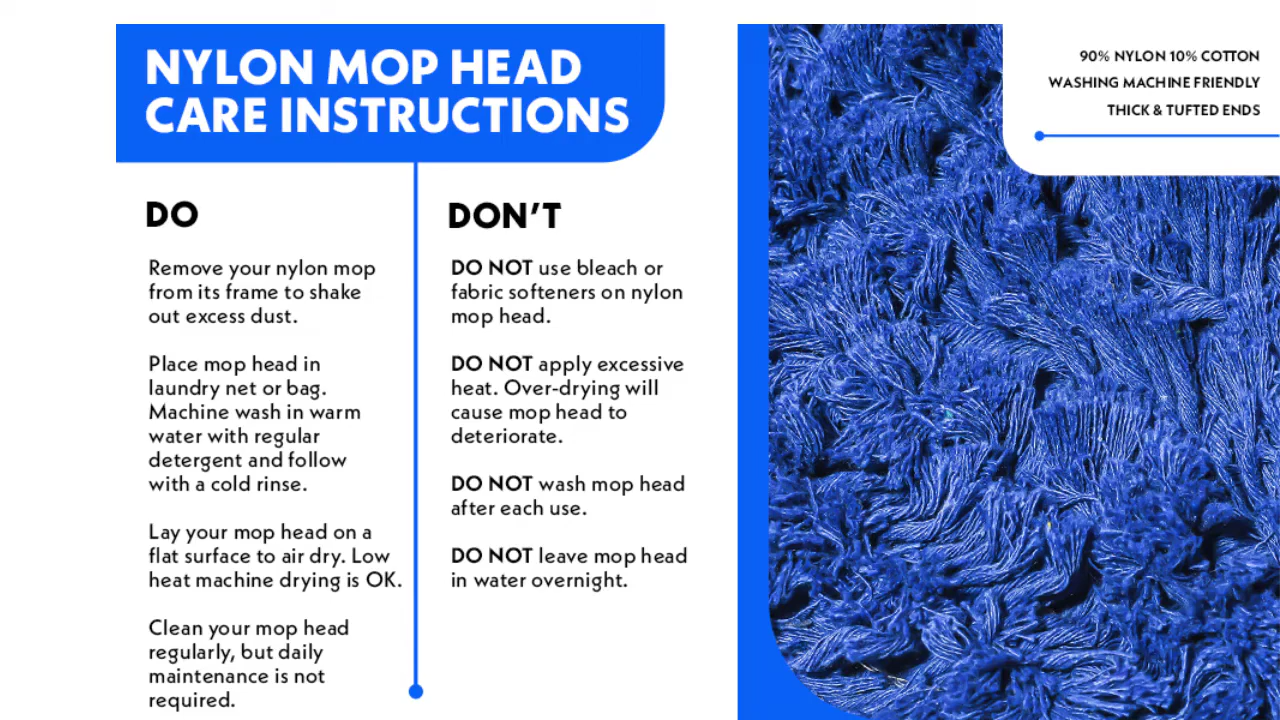 NYLON MOP HEAD
CARE INSTRUCTIONS
DO
Remove your nylon mop
from its frame to shake
out excess dust.
Place mop head in
laundry net or bag.
Machine wash in warm
water with regular
detergent and follow
with a cold rinse.
Lay your mop head on a
flat surface to air dry. Low
heat machine drying is OK.
Clean your mop head
regularly, but daily
maintenance is not
required.
DON'T
DO NOT use bleach or
fabric softeners on nylon
mop head.
DO NOT apply excessive
heat. Over-drying will
cause mop head to
deteriorate.
DO NOT wash mop head
after each use.
DO NOT leave mop head
in water overnight.
90% NYLON 10% COTTON
WASHING MACHINE FRIENDLY
THICK & TUFTED ENDS